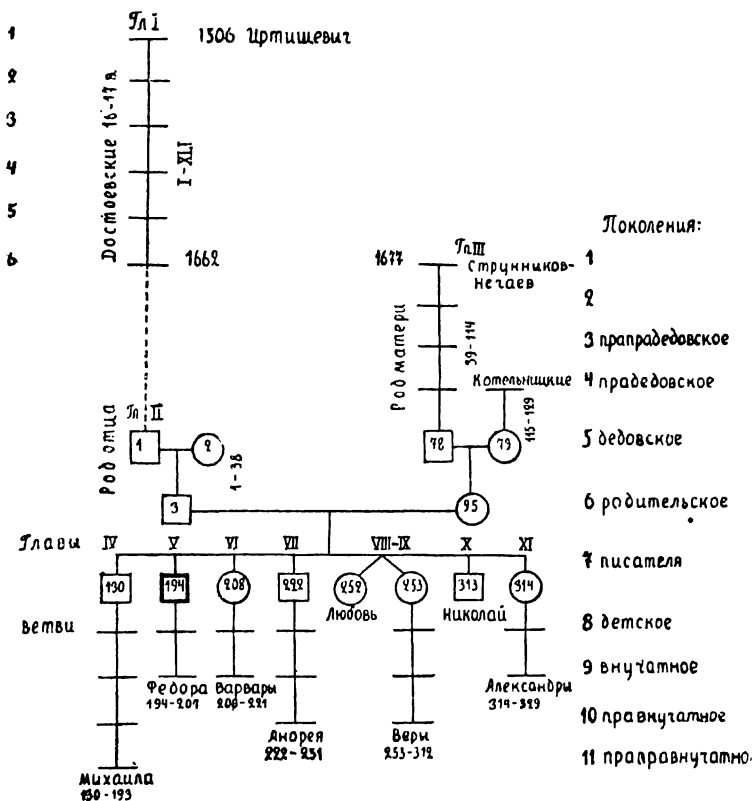 1
Гл I
1506 Иртищевич
2
3
4
5
6
Достоевские 16-17 в.
I-XLI
1662
1677
Гл III
Струнников-
Нечаев
Поколения:
1
2
3 прапрадедовское
4 прадедовское
5 дедовское
6 родительское
7 писателя
8 детское
9 внучатное
10 правнучатное
11 праправнучатно
Род матери
39-114
Котельницкие
115-129
Гл II
Род отца
1
2
1-38
78
79
3
95
Главы
IV
V
VI
VII
VIII-IX
X
XI
130
194
208
222
252
253
313
314
Любовь
Николай
Ветви
Федора
194-207
Варвары
208-221
Александры
314-329
Андрея
222-251
Веры
253-312
Михаила
130-193